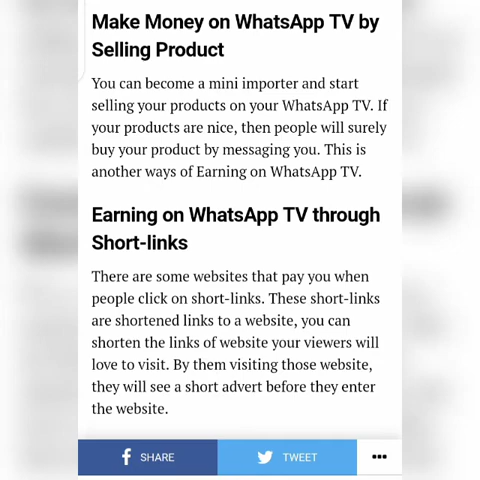 Make Money on WhatsApp TV by
Selling Product
You can become a mini importer and start
selling your products on your WhatsApp TV. If
your products are nice, then people will surely
buy your product by messaging you. This is
another ways of Earning on WhatsApp TV.
Earning on WhatsApp TV through
Short-links
There are some websites that pay you when
people click on short-links. These short-links
are shortened links to a website, you can
shorten the links of website your viewers will
love to visit. By them visiting those website,
they will see a short advert before they enter
the website.
SHARE TWEET